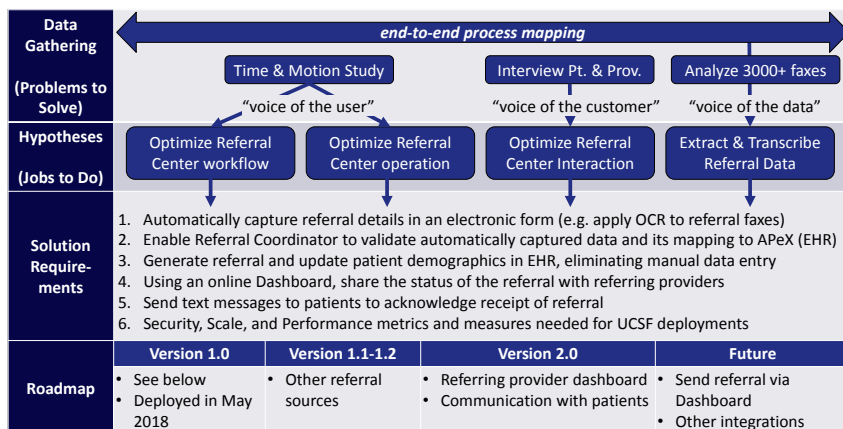 Data
Gathering
(Problems to
Solve)
end-to-end process mapping
Time & Motion Study
Interview Pt. & Prov.
Analyze 3000+ faxes
“voice of the user”
“voice of the customer”
“voice of the data”
Hypotheses
(Jobs to Do)
Optimize Referral
Center workflow
Optimize Referral
Center operation
Optimize Referral
Center Interaction
Extract & Transcribe
Referral Data
Solution
Require-
ments
1. Automatically capture referral details in an electronic form (e.g. apply OCR to referral faxes)
2. Enable Referral Coordinator to validate automatically captured data and its mapping to APeX (EHR)
3. Generate referral and update patient demographics in EHR, eliminating manual data entry
4. Using an online Dashboard, share the status of the referral with referring providers
5. Send text messages to patients to acknowledge receipt of referral
6. Security, Scale, and Performance metrics and measures needed for UCSF deployments
Roadmap
Version 1.0
• See below
• Deployed in May
2018
Version 1.1-1.2
• Other referral
sources
Version 2.0
• Referring provider dashboard
• Communication with patients
Future
• Send referral via
Dashboard
• Other integrations